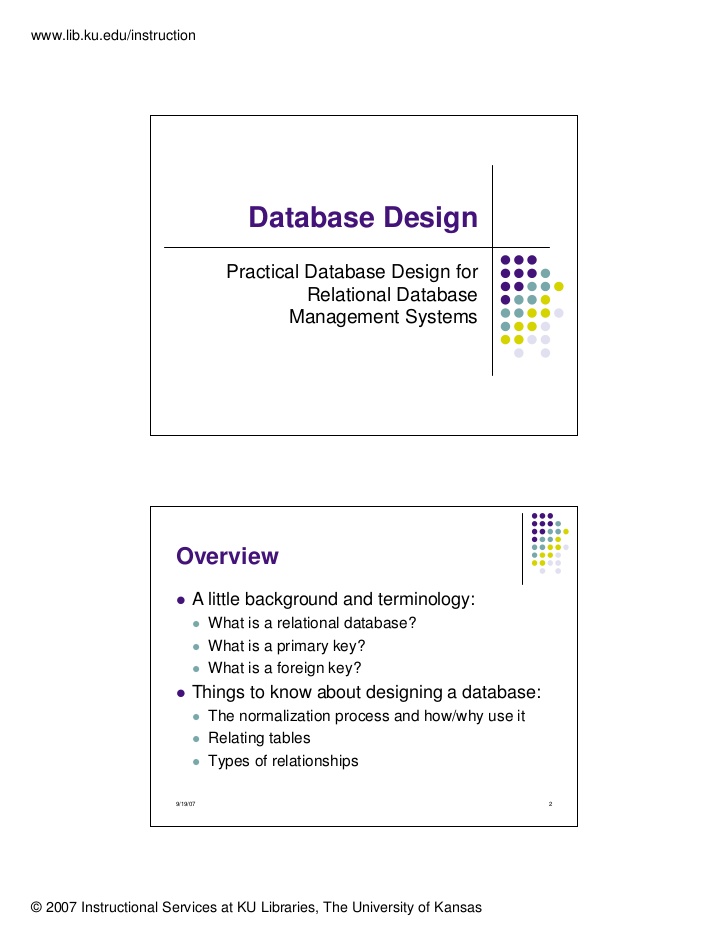 www.lib.ku.edu/instruction
Database Design
Practical Database Design for
Relational Database
Management Systems
Overview
A little background and terminology:
What is a relational database?
What is a primary key?
What is a foreign key?
Things to know about designing a database:
The normalization process and how/why use it
Relating tables
Types of relationships
9/19/07
2
© 2007 Instructional Services at KU Libraries, The University of Kansas